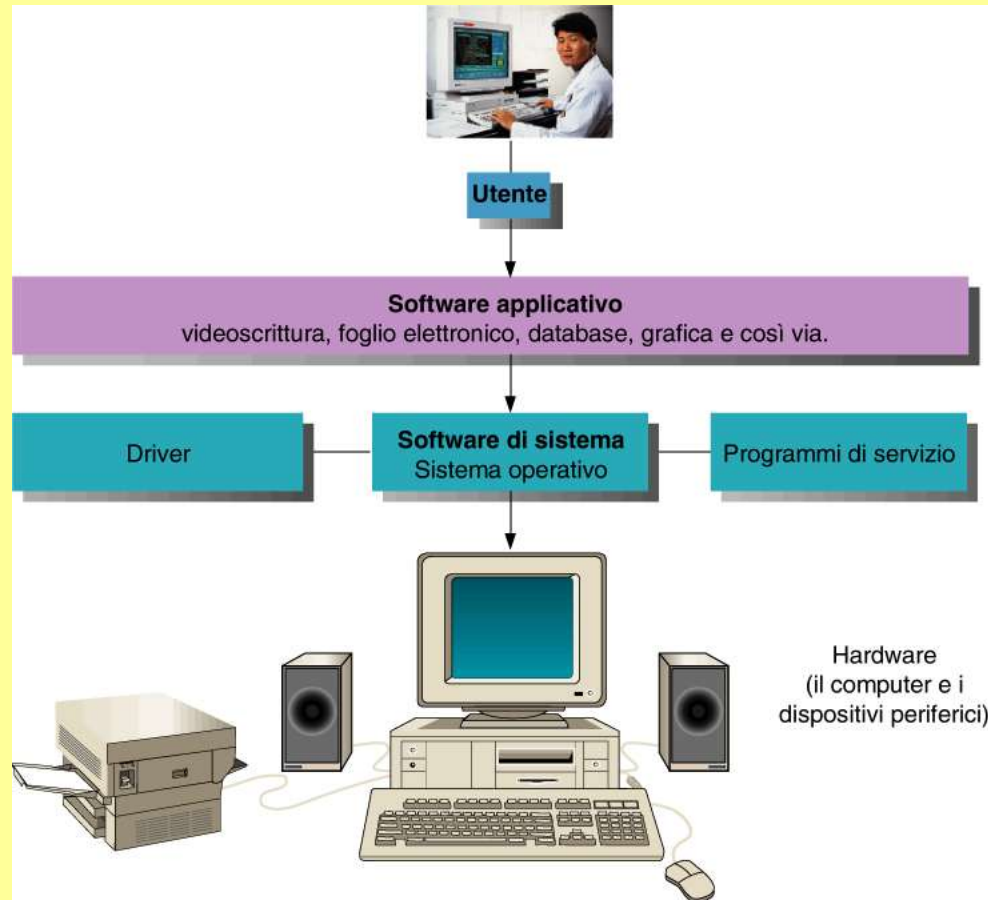 Utente
Software applicativo
videoscrittura, foglio elettronico, database, grafica e così via.
Driver
Software di sistema
Sistema operativo
Programmi di servizio
Hardware
(il computer e i
dispositivi periferici)